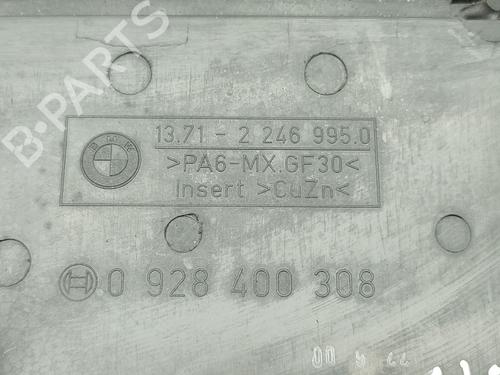 13.71 - 2 246 995.0
>PA6-MX.GF30<
Insert >CuZn<
0 928 400 308
B-PARTS